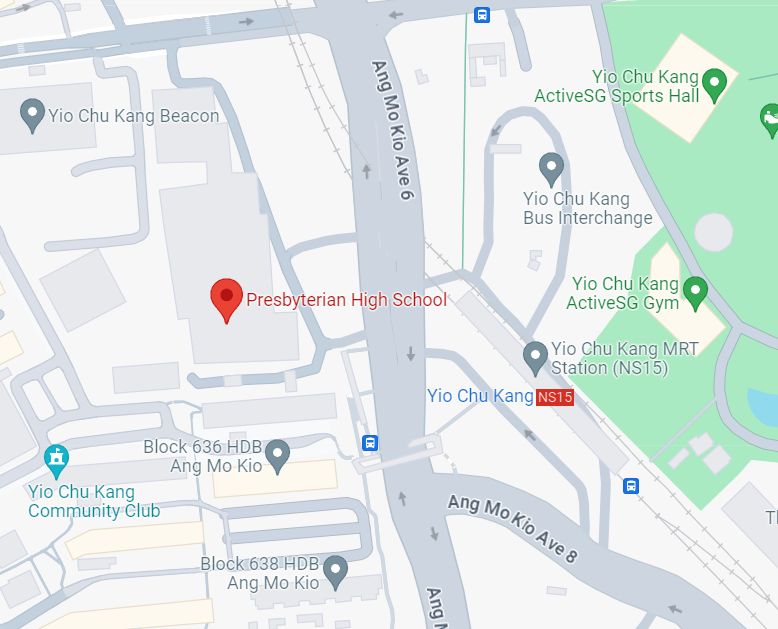 Ang Mo Kio Ave 6
Yio Chu Kang
ActiveSG Sports Hall
Yio Chu Kang Beacon
Yio Chu Kang
Bus Interchange
Presbyterian High School
Yio Chu Kang
ActiveSG Gym
Yio Chu Kang MRT
Station (NS15)
Yio Chu Kang NS15
Block 636 HDB
Ang Mo Kio
Yio Chu Kang
Community Club
Ang Mo Kio Ave 8
Th
Block 638 HDB
Ang Mo Kio
Ang M